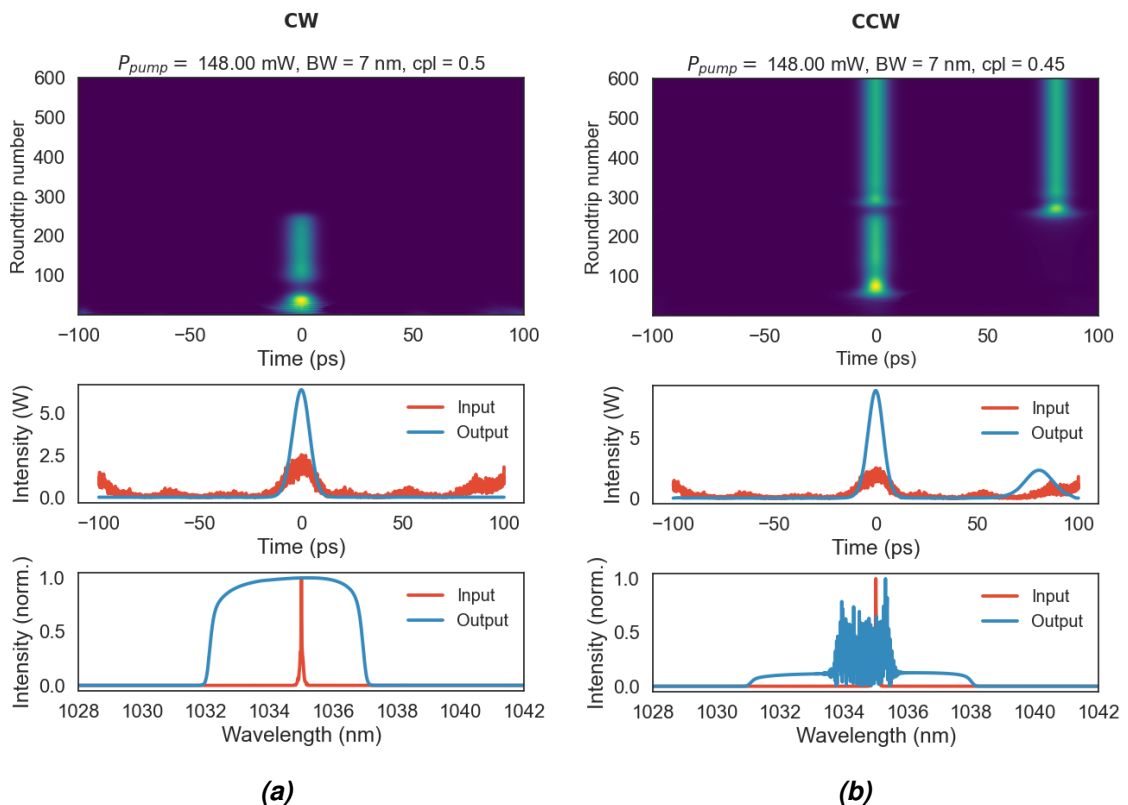 CW
P_pump = 148.00 mW, BW = 7 nm, cpl = 0.5
Roundtrip number
600
500
400
300
200
100
−100 −50 0 50 100
Time (ps)
Intensity (W)
5.0
2.5
0.0
Input
Output
−100 −50 0 50 100
Time (ps)
Intensity (norm.)
1.0
0.5
0.0
Input
Output
1028 1030 1032 1034 1036 1038 1040 1042
Wavelength (nm)
(a)
CCW
P_pump = 148.00 mW, BW = 7 nm, cpl = 0.45
Roundtrip number
600
500
400
300
200
100
−100 −50 0 50 100
Time (ps)
Intensity (W)
5
0
Input
Output
−100 −50 0 50 100
Time (ps)
Intensity (norm.)
1.0
0.5
0.0
Input
Output
1028 1030 1032 1034 1036 1038 1040 1042
Wavelength (nm)
(b)